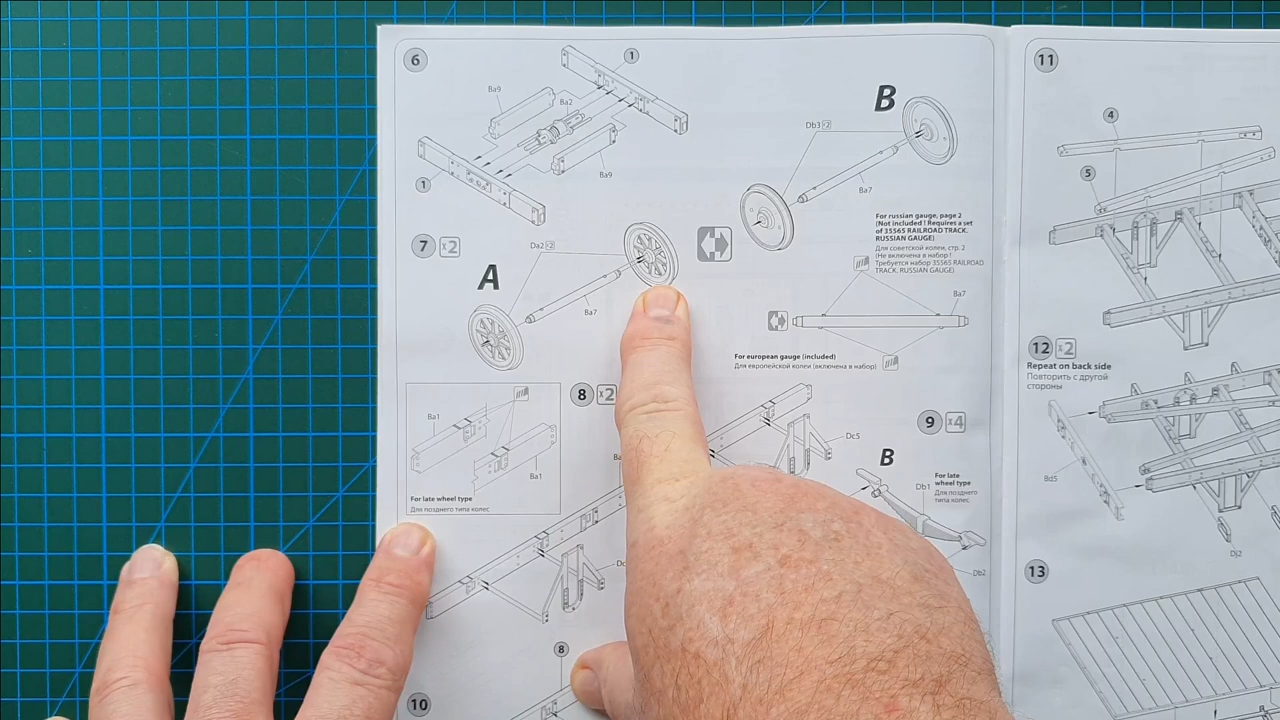 6
1
Ba9
Ba2
Ba9
1
7
x2
Da2 x2
A
Ba7
B
Db3 x2
Ba7
For russian gauge, page 2
(Not included ! Requires a set
of 35565 RAILROAD TRACK.
RUSSIAN GAUGE)
Для советской колеи, стр. 2
(Не включена в набор !
Требуется набор 35565 RAILROAD
TRACK. RUSSIAN GAUGE)
Ba7
For european gauge (included)
Для европейской колеи (включена в набор)
Ba1
Ba1
For late wheel type
Для позднего типа колес
8
x2
Dc5
9
x4
B
For late
wheel type
Для позднего
типа колес
Db1
Db2
8
10
11
4
5
12
x2
Repeat on back side
Повторить с другой
стороны
Bd5
Dj2
13